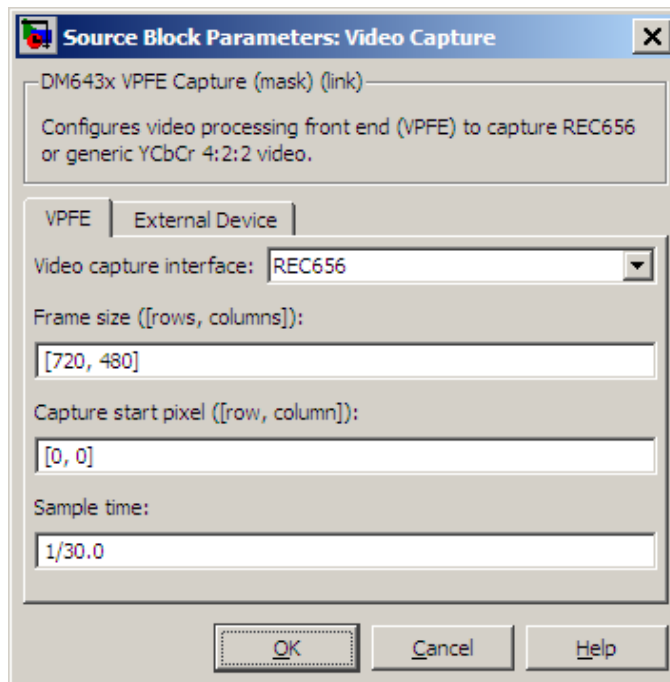 Source Block Parameters: Video Capture
DM643x VPFE Capture (mask) (link)
Configures video processing front end (VPFE) to capture REC656
or generic YCbCr 4:2:2 video.
VPFE External Device
Video capture interface: REC656
Frame size ([rows, columns]):
[720, 480]
Capture start pixel ([row, column]):
[0, 0]
Sample time:
1/30.0
OK Cancel Help